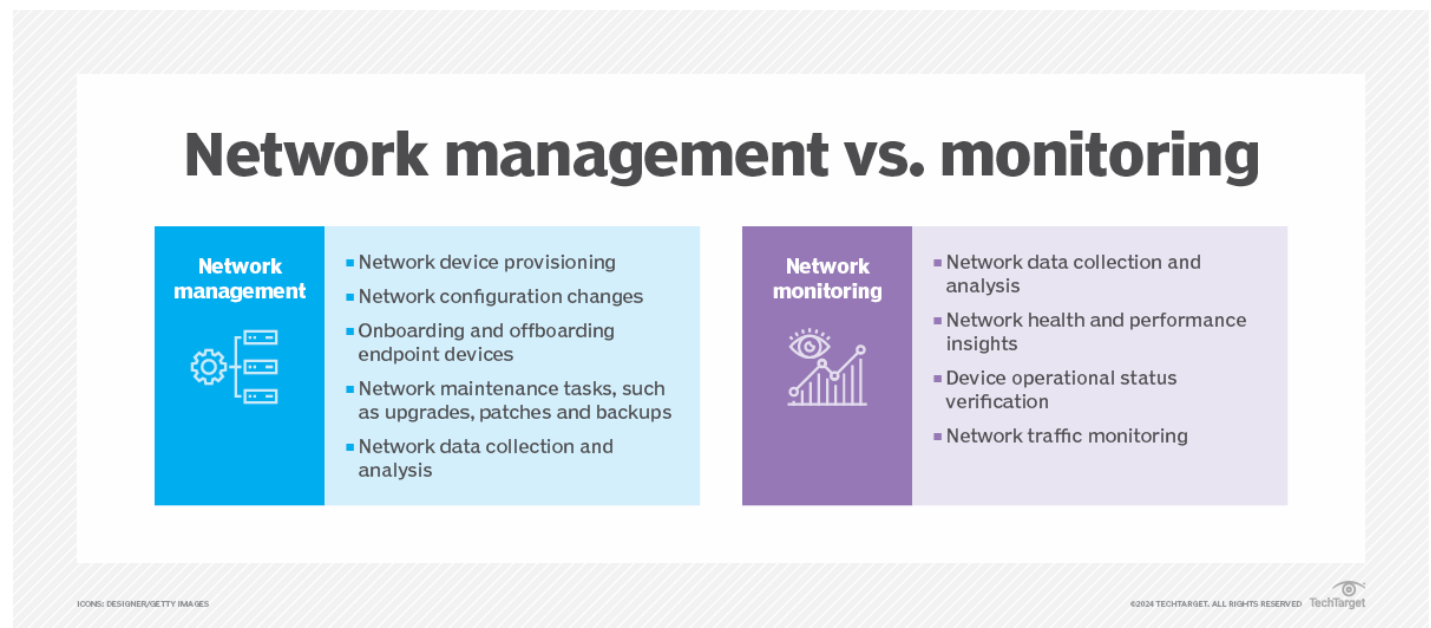 Network management vs. monitoring
Network
management
Network device provisioning
Network configuration changes
Onboarding and offboarding
endpoint devices
Network maintenance tasks, such
as upgrades, patches and backups
Network data collection and
analysis
Network
monitoring
Network data collection and
analysis
Network health and performance
insights
Device operational status
verification
Network traffic monitoring
ICONS: DESIGNER/GETTY IMAGES
©2024 TECHTARGET. ALL RIGHTS RESERVED TechTarget